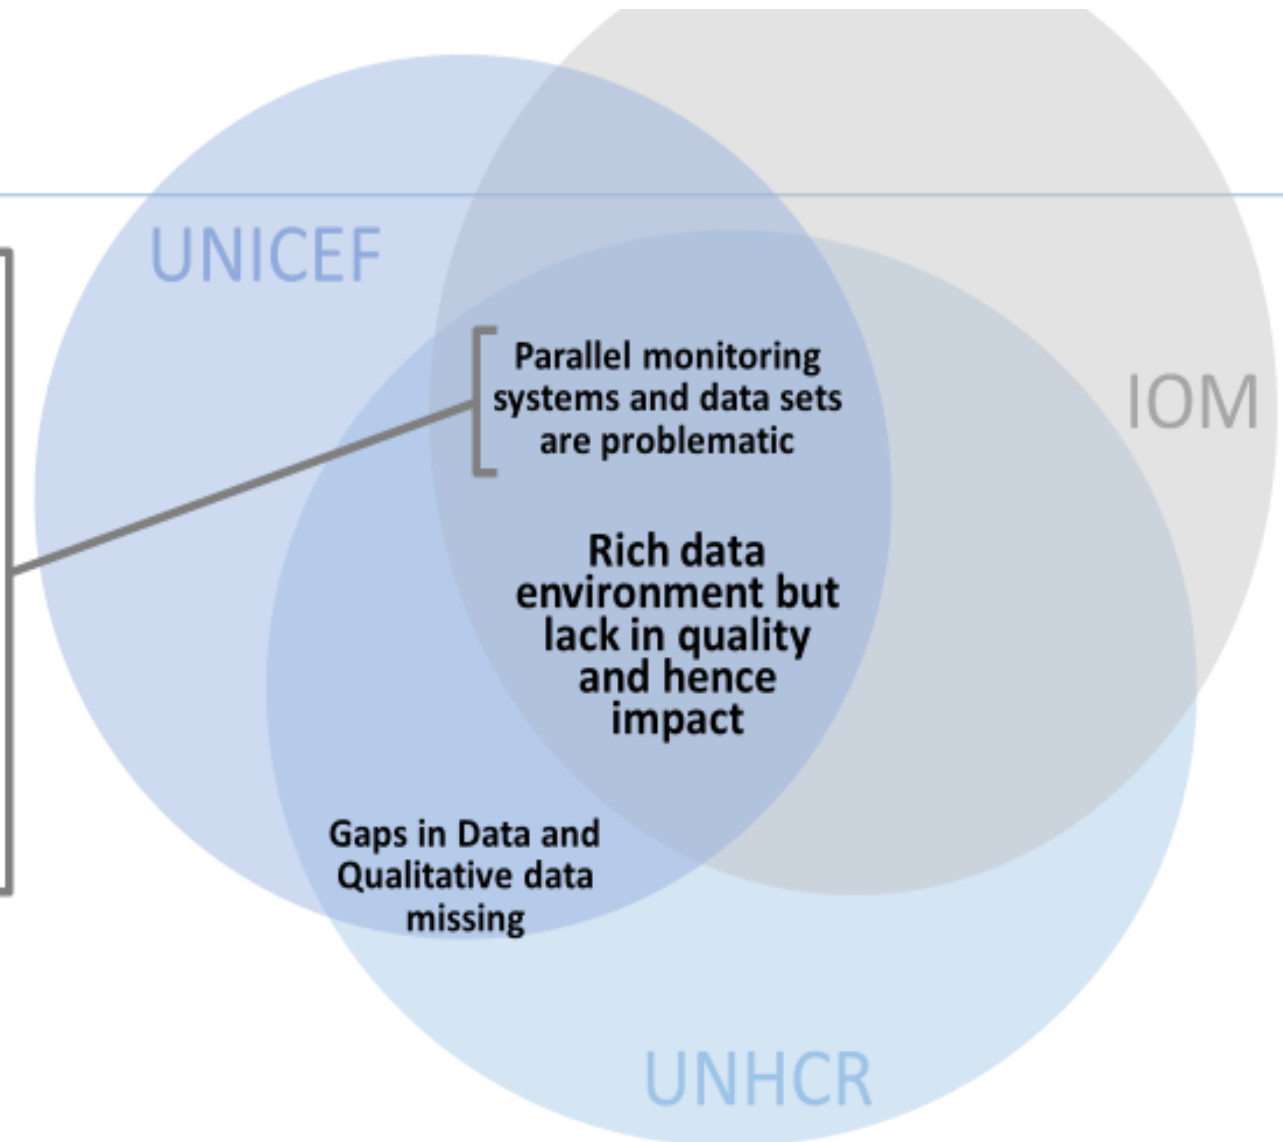 UNICEF
Parallel monitoring
systems and data sets
are problematic
IOM
Rich data
environment but
lack in quality
and hence
impact
Gaps in Data and
Qualitative data
missing
UNHCR